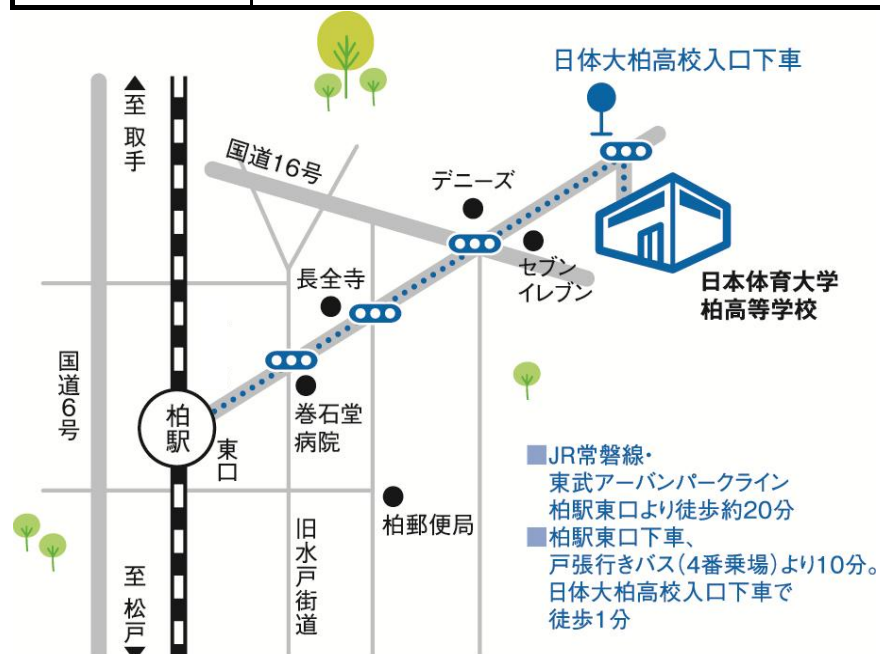 日体大柏高校入口下車
至 取手
国道16号
デニーズ
セブン
イレブン
日本体育大学
柏高等学校
長全寺
国道6号
巻石堂
病院
柏駅
東口
柏郵便局
旧水戸街道
至 松戸
■JR常磐線・
東武アーバンパークライン
柏駅東口より徒歩約20分
■柏駅東口下車、
戸張行きバス(4番乗場)より10分。
日体大柏高校入口下車で
徒歩1分